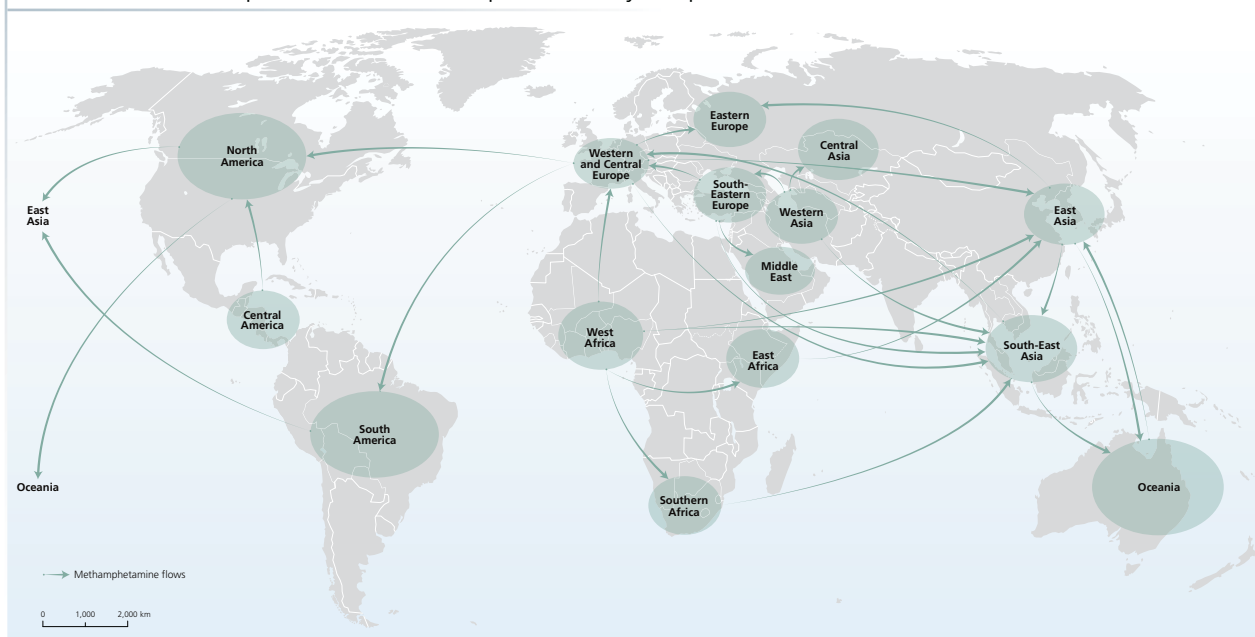 Eastern
Europe
North
America
Western
and Central
Europe
Central
Asia
South-
Eastern
Europe
East
Asia
Western
Asia
East
Asia
Middle
East
Central
America
West
Africa
East
Africa
South-East
Asia
South
America
Oceania
Southern
Africa
Oceania
Methamphetamine flows
0 1,000 2,000 km